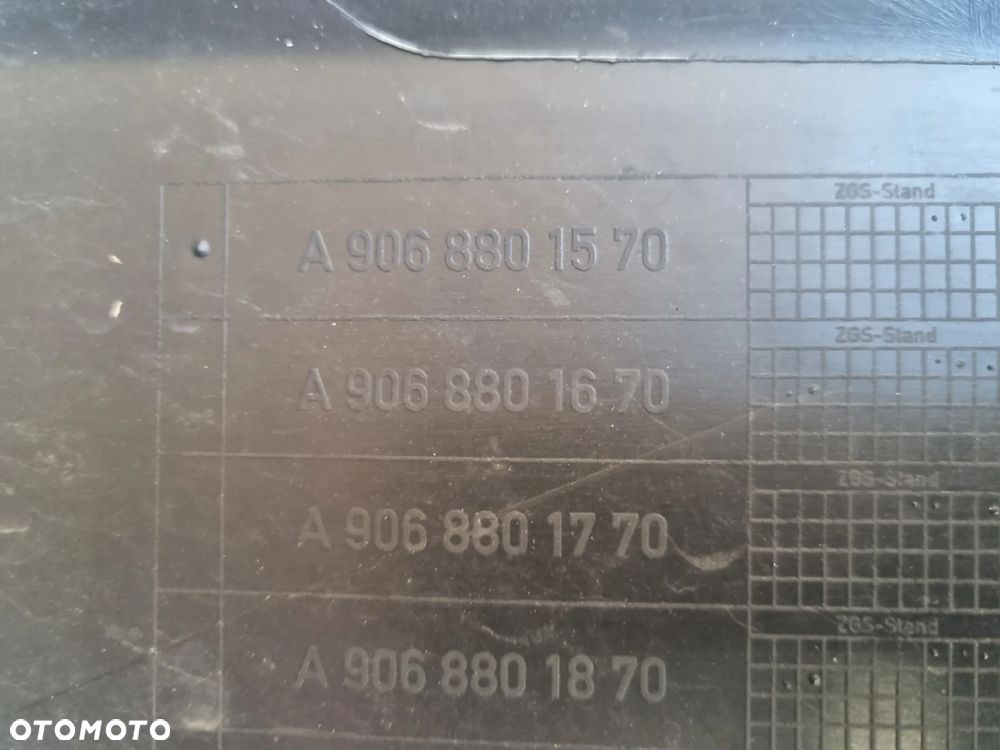 ZGS-Stand
A 906 880 15 70
ZGS-Stand
A 906 880 16 70
ZGS-Stand
A 906 880 17 70
ZGS-Stand
A 906 880 18 70
OTOMOTO